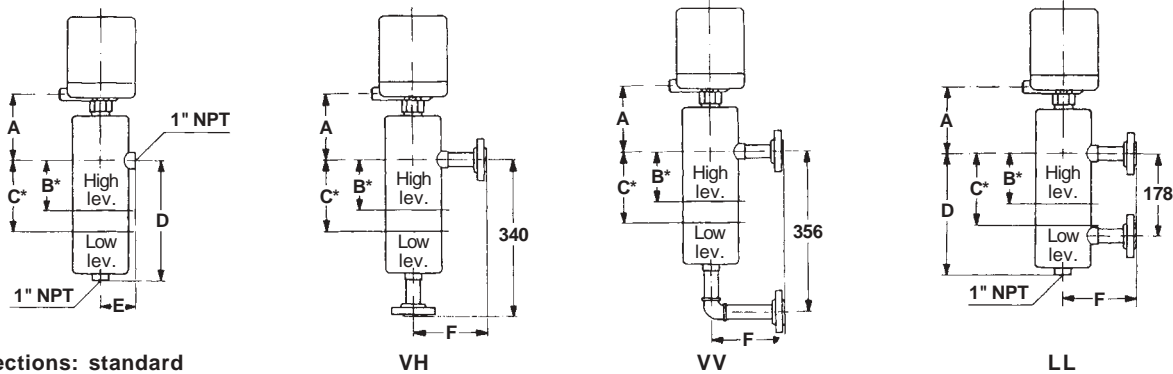 A
1" NPT
B*
C*
High
lev.
D
Low
lev.
1" NPT
E
ections: standard
A
B*
C*
High
lev.
Low
lev.
340
F
VH
A
B*
C*
High
lev.
Low
lev.
356
F
VV
A
B*
C*
High
lev.
178
D
Low
lev.
1" NPT
F
LL